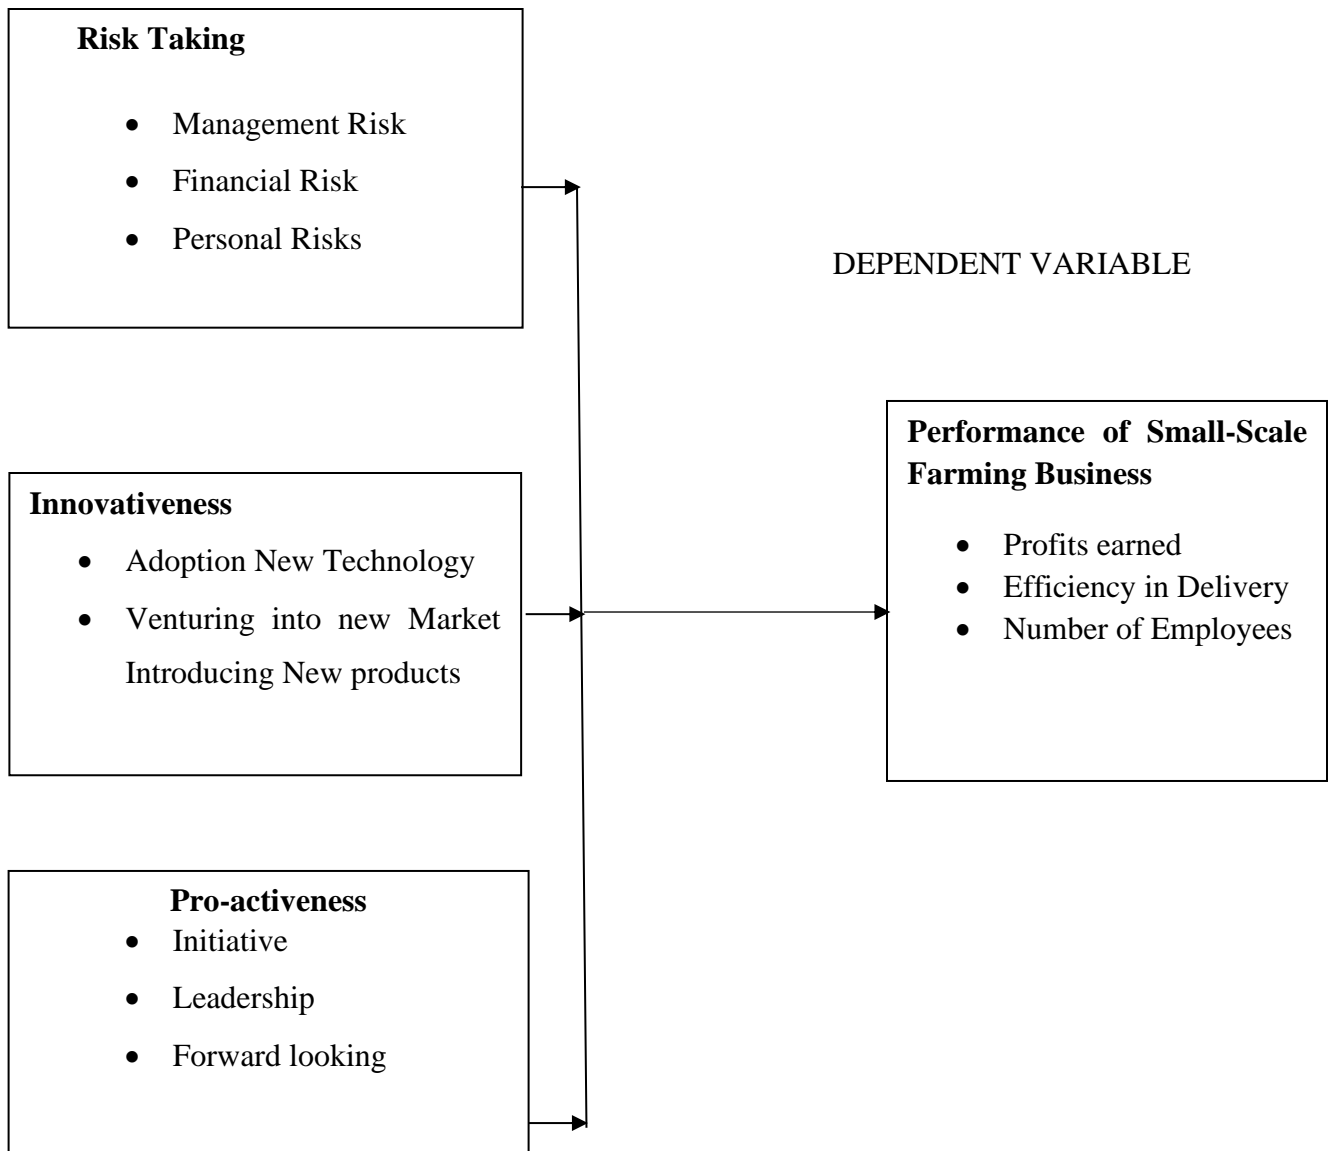 Risk Taking
• Management Risk
• Financial Risk
• Personal Risks
DEPENDENT VARIABLE
Performance of Small-Scale
Farming Business
• Profits earned
• Efficiency in Delivery
• Number of Employees
Innovativeness
• Adoption New Technology
• Venturing into new Market
Introducing New products
Pro-activeness
• Initiative
• Leadership
• Forward looking